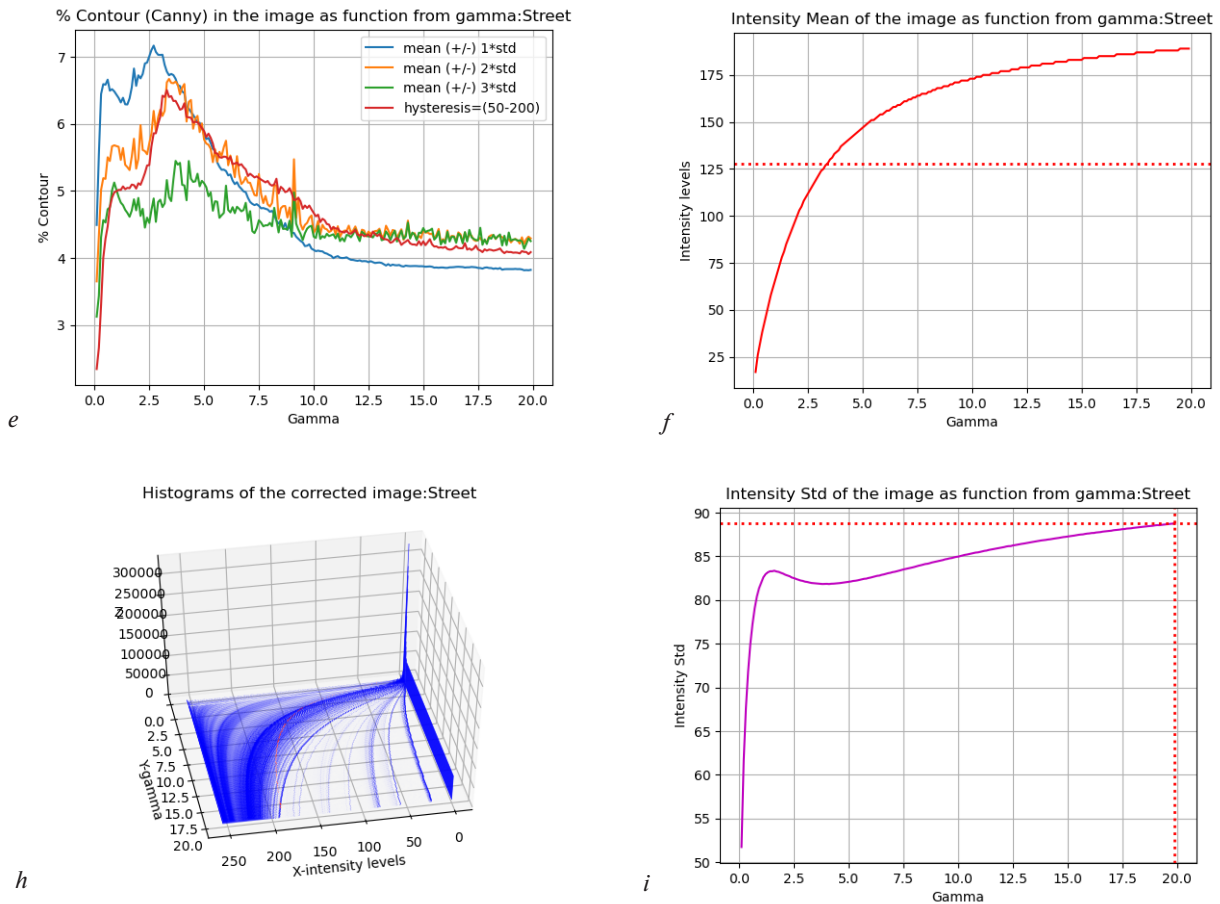 % Contour (Canny) in the image as function from gamma:Street
7
6
5
4
3
% Contour
mean (+/-) 1*std
mean (+/-) 2*std
mean (+/-) 3*std
hysteresis=(50-200)
0.0 2.5 5.0 7.5 10.0 12.5 15.0 17.5 20.0
Gamma
e
Intensity Mean of the image as function from gamma:Street
175
150
125
100
75
50
25
Intensity levels
0.0 2.5 5.0 7.5 10.0 12.5 15.0 17.5 20.0
Gamma
f
Histograms of the corrected image:Street
300000
250000
Z
200000
150000
100000
50000
0
0.0
2.5
5.0
7.5
10.0
12.5
15.0
17.5
20.0
Y-gamma
250 200 150 100 50 0
X-intensity levels
h
Intensity Std of the image as function from gamma:Street
90
85
80
75
70
65
60
55
50
Intensity Std
0.0 2.5 5.0 7.5 10.0 12.5 15.0 17.5 20.0
Gamma
i